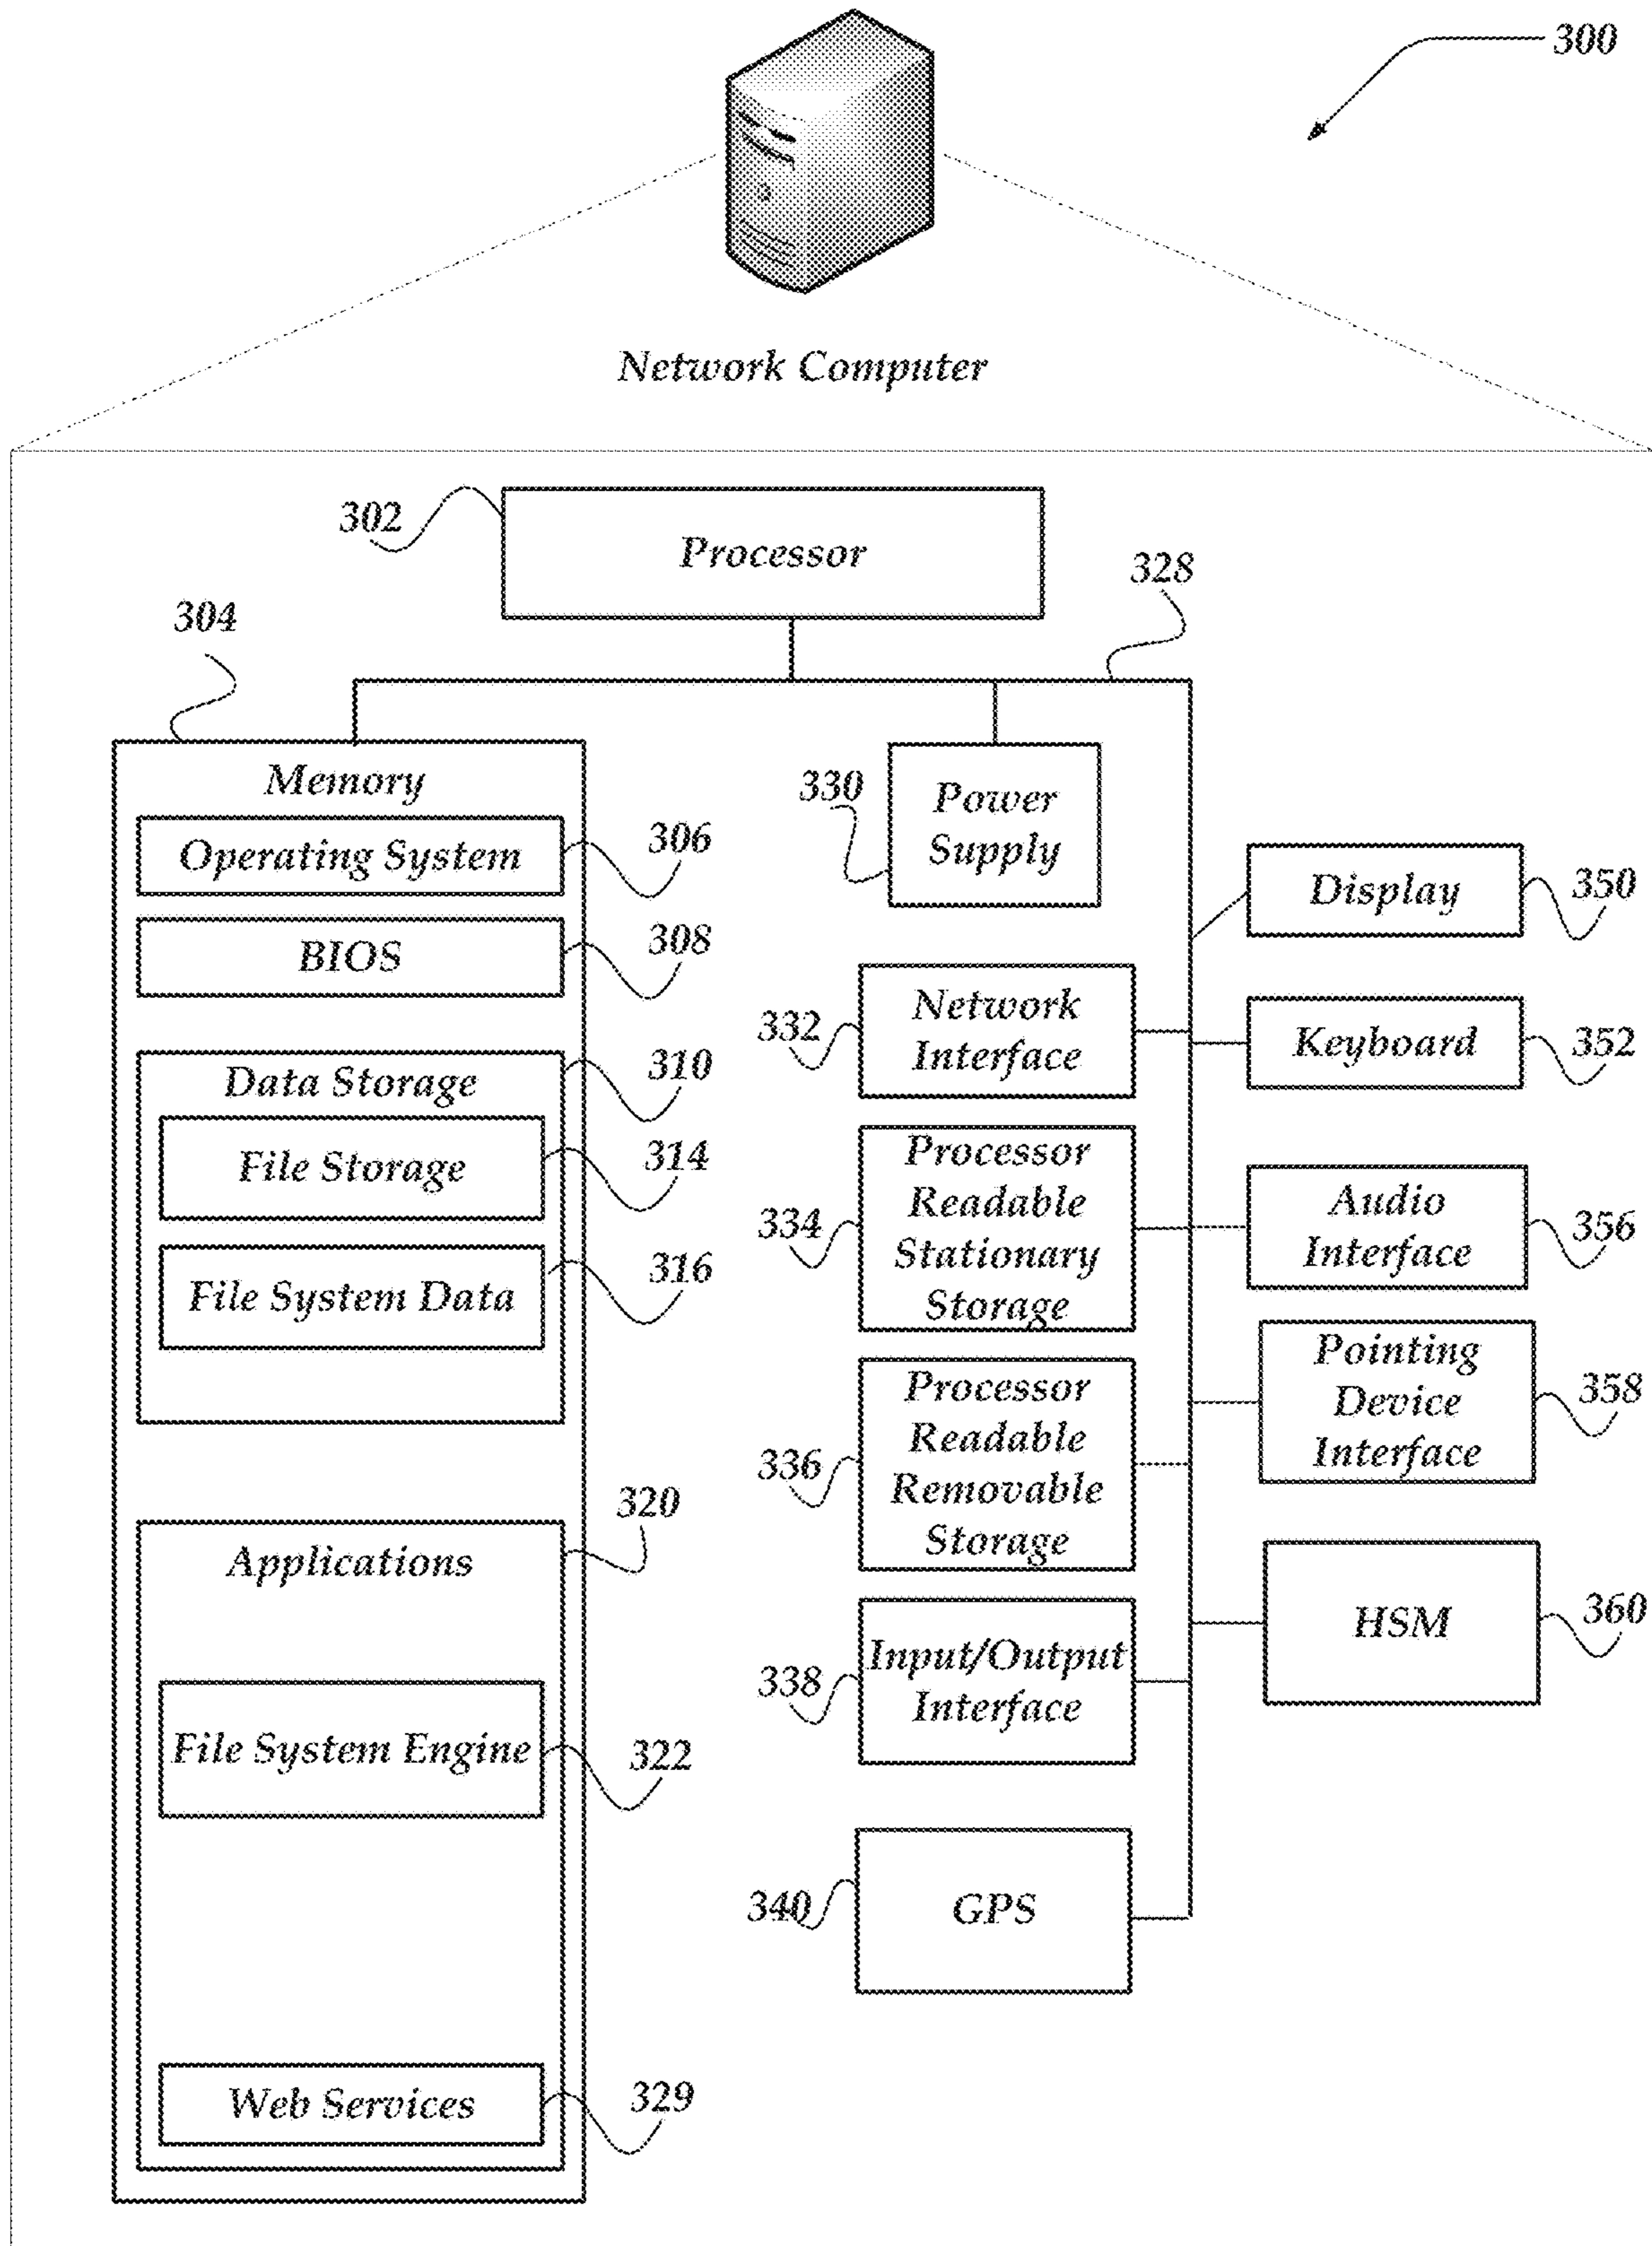 300
Network Computer
302
Processor
328
304
Memory
Operating System
306
BIOS
308
Data Storage
310
File Storage
314
File System Data
316
Applications
320
File System Engine
322
Web Services
329
330
Power
Supply
332
Network
Interface
334
Processor
Readable
Stationary
Storage
336
Processor
Readable
Removable
Storage
338
Input/Output
Interface
340
GPS
Display
350
Keyboard
352
Audio
Interface
356
Pointing
Device
Interface
358
HSM
360